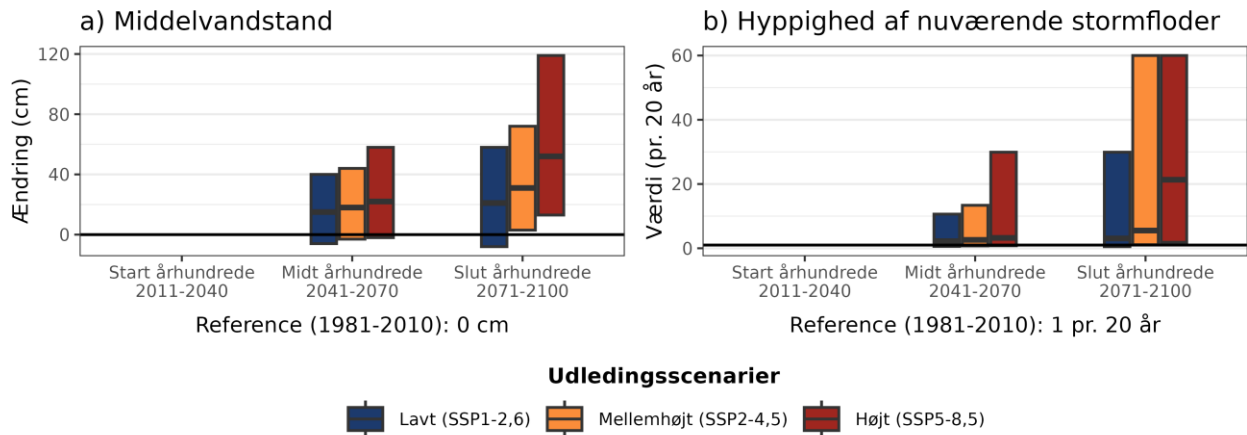 a) Middelvandstand
Ændring (cm)
120
80
40
0
Start århundrede
2011-2040
Midt århundrede
2041-2070
Slut århundrede
2071-2100
Reference (1981-2010): 0 cm
b) Hyppighed af nuværende stormfloder
Værdi (pr. 20 år)
60
40
20
0
Start århundrede
2011-2040
Midt århundrede
2041-2070
Slut århundrede
2071-2100
Reference (1981-2010): 1 pr. 20 år
Udledingsscenarier
Lavt (SSP1-2,6)
Mellemhøjt (SSP2-4,5)
Højt (SSP5-8,5)